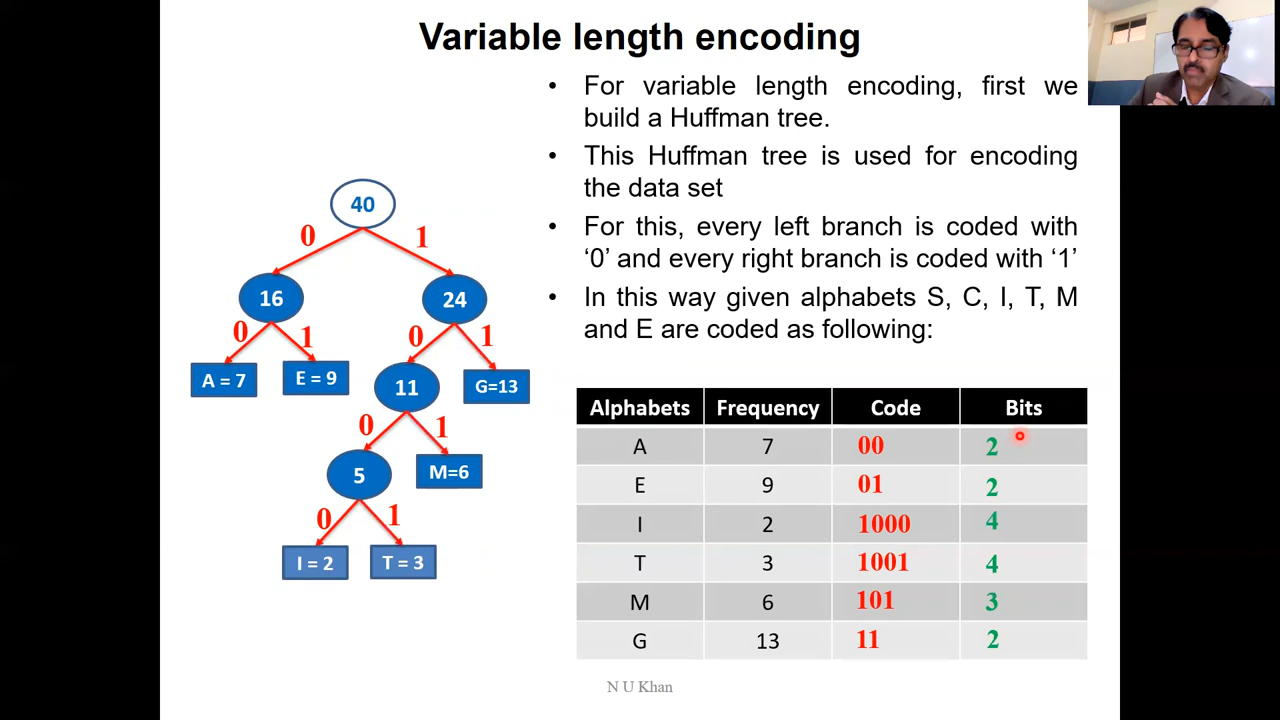 Variable length encoding
• For variable length encoding, first we
build a Huffman tree.
• This Huffman tree is used for encoding
the data set
• For this, every left branch is coded with
‘0’ and every right branch is coded with ‘1’
• In this way given alphabets S, C, I, T, M
and E are coded as following:
40
0 1
16 24
0 1 0 1
A = 7 E = 9 11 G=13
0 1
5 M=6
0 1
I = 2 T = 3
Alphabets Frequency Code Bits
A 7 00 2
E 9 01 2
I 2 1000 4
T 3 1001 4
M 6 101 3
G 13 11 2
N U Khan